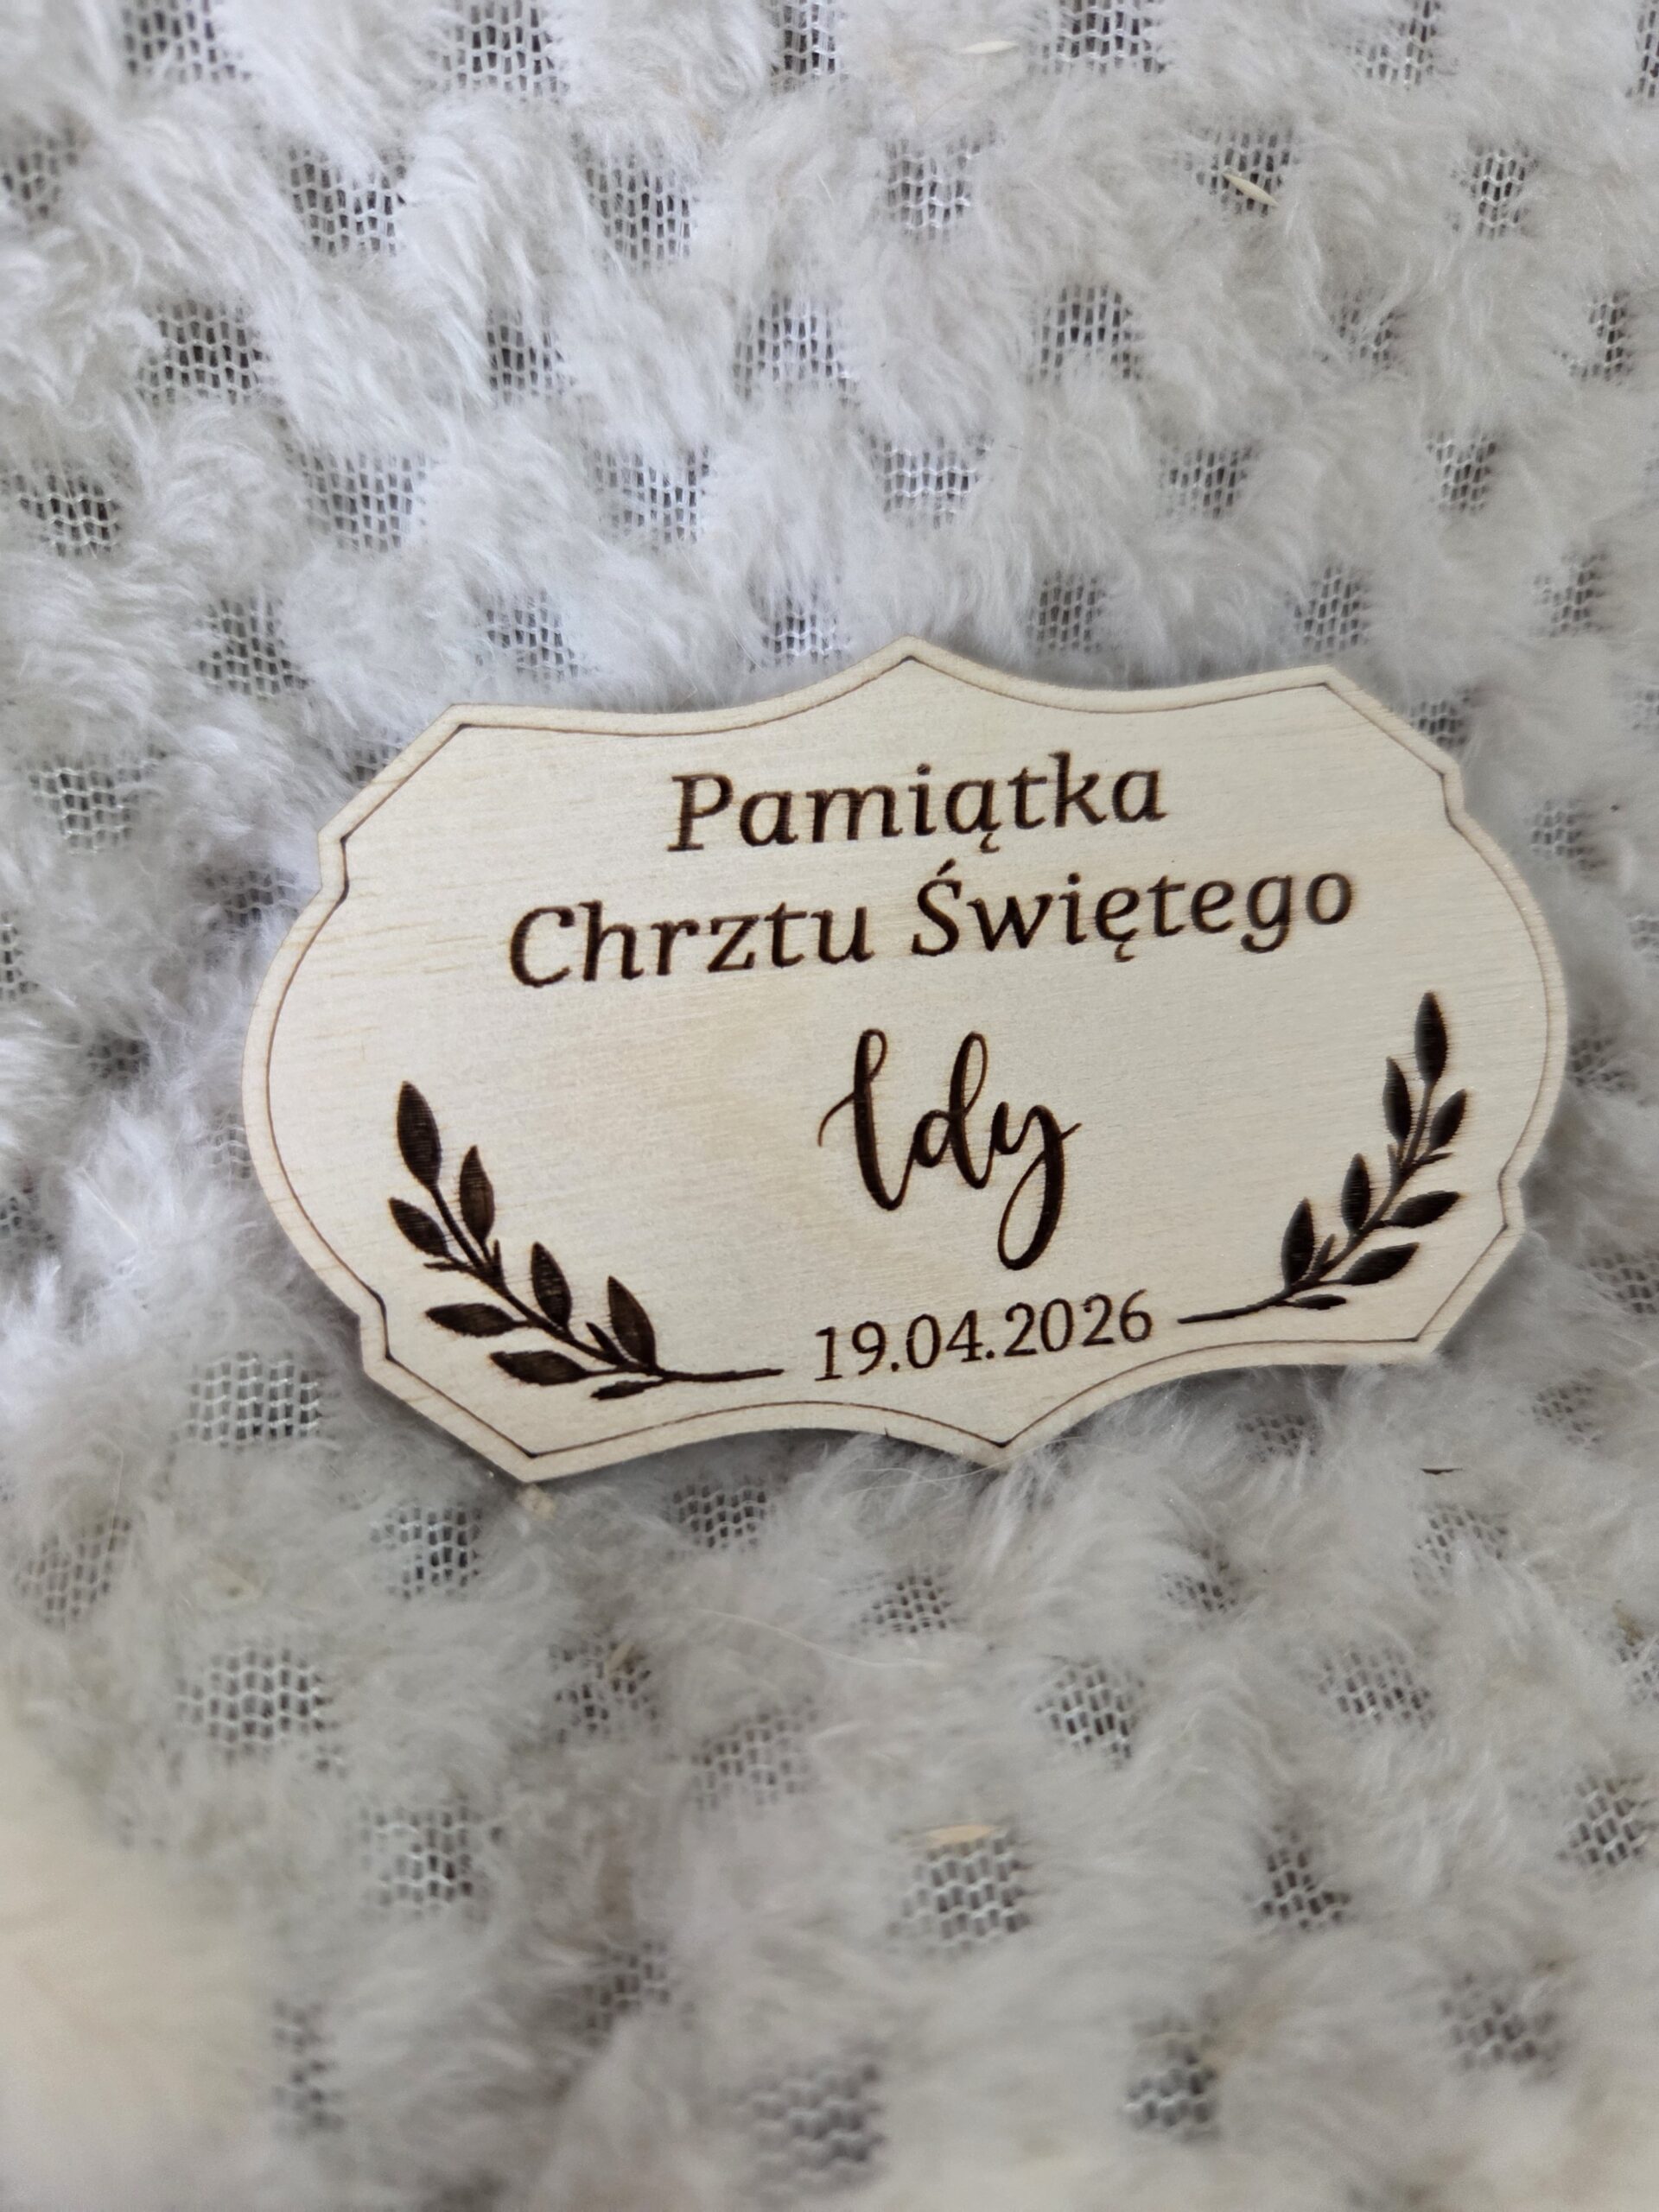 Pamiątka
Chrztu Świętego
Idy
19.04.2026